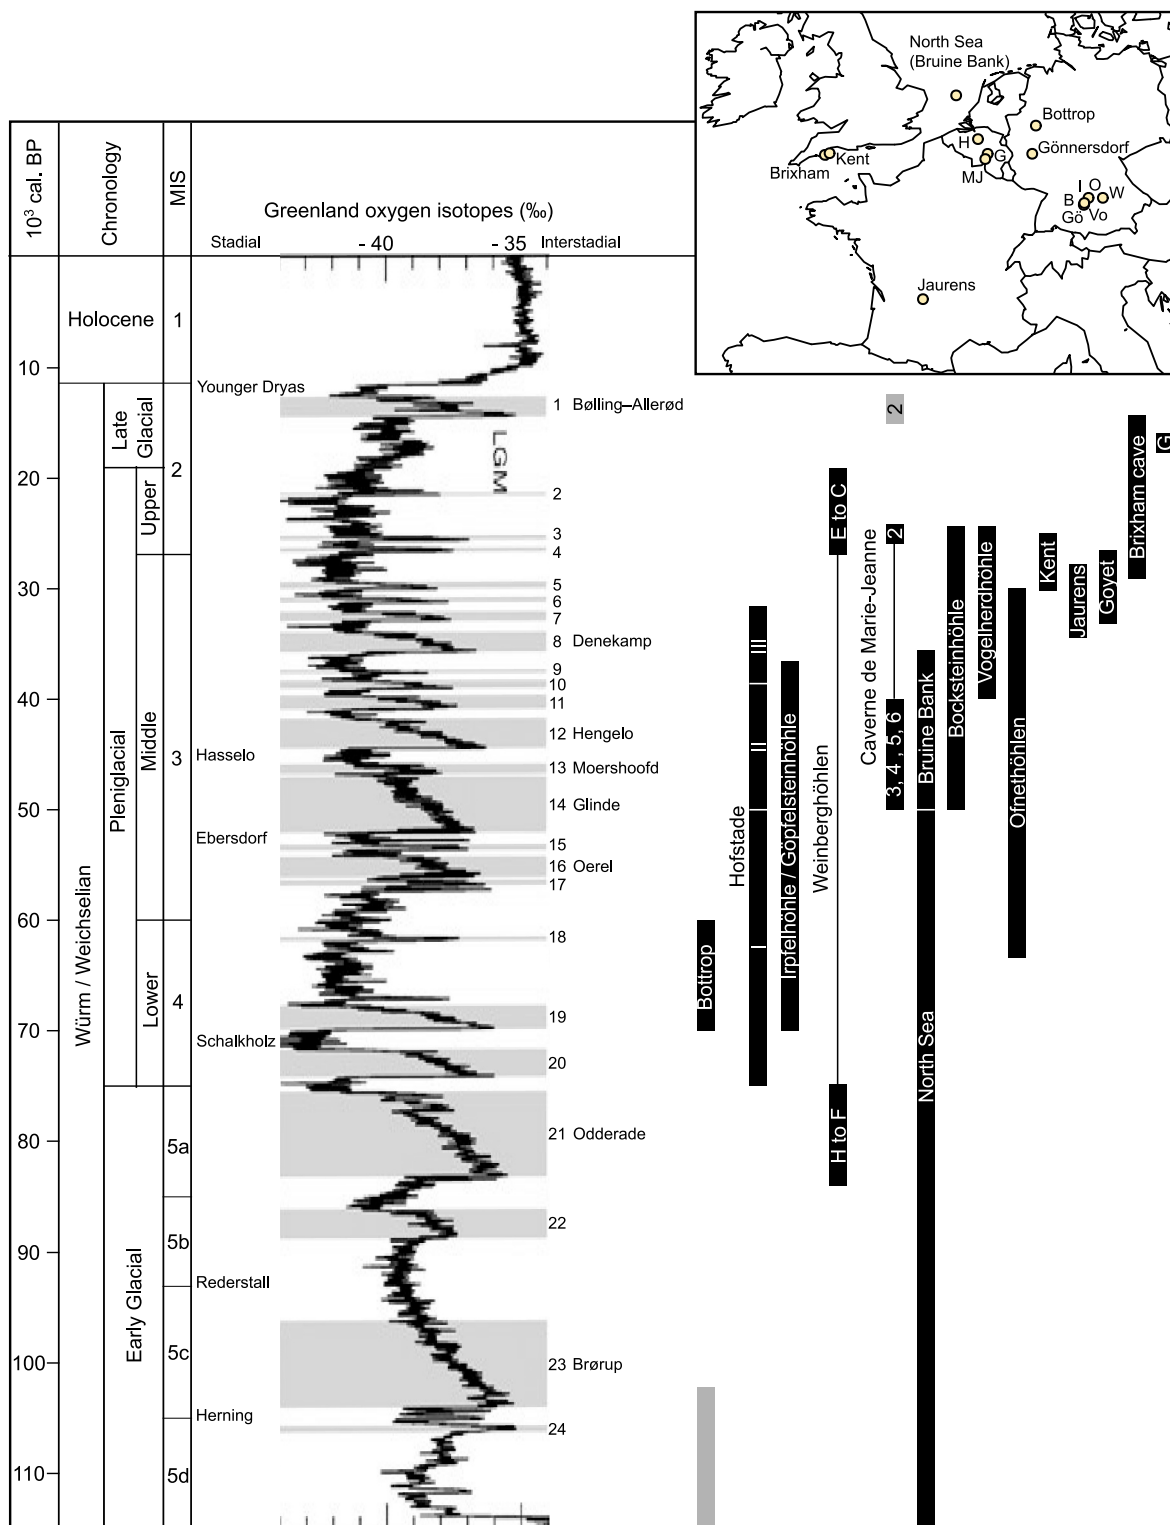 North Sea
(Bruine Bank)
Bottrop
H
G
Gönnersdorf
MJ
Kent
Brixham
I
O
W
B
Gö
Vo
Jaurens
10³ cal. BP
Chronology
MIS
Greenland oxygen isotopes (‰)
Stadial
- 40
- 35
Interstadial
10
20
30
40
50
60
70
80
90
100
110
Holocene
Würm / Weichselian
Pleniglacial
Late
Glacial
Upper
Middle
Lower
Early Glacial
1
2
3
4
5a
5b
5c
5d
Younger Dryas
Hasselo
Ebersdorf
Schalkholz
Rederstall
Herning
LGM
1 Bølling–Allerød
2
3
4
5
6
7
8 Denekamp
9
10
11
12 Hengelo
13 Moershoofd
14 Glinde
15
16 Oerel
17
18
19
20
21 Odderade
22
23 Brørup
24
Bottrop
Hofstade
III
II
I
Irpfelhöhle / Göpfelsteinhöhle
Weinberghöhlen
E to C
H to F
Caverne de Marie-Jeanne
2
2
3, 4 , 5, 6
Bruine Bank
North Sea
Bocksteinhöhle
Vogelherdhöhle
Ofnethöhlen
Kent
Jaurens
Goyet
Brixham cave
G